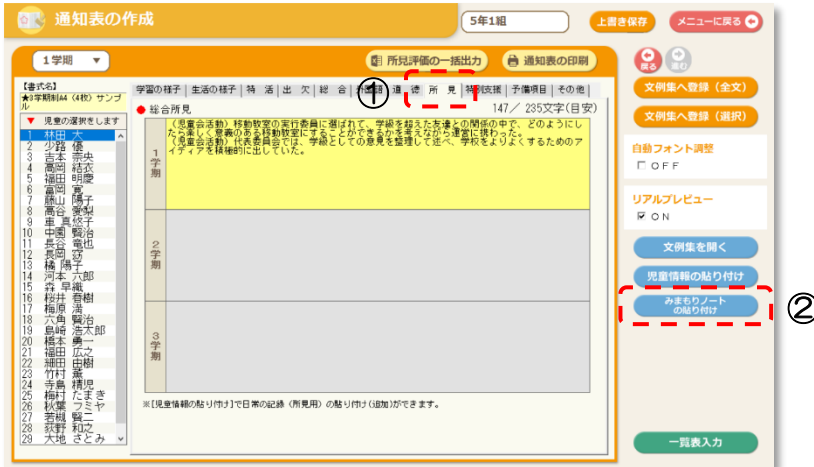 通知表の作成
5年1組
上書き保存
メニューに戻る
1学期 ▼
所見評価の一括出力
通知表の印刷
戻る
進む
【書式名】
★3学期制A4（4枚）サンプル
▼ 児童の選択をします
1 林田 大
2 少路 優
3 吉本 奈央
4 高岡 結衣
5 福田 明慶
6 富岡 寛
7 藤山 陽子
8 高谷 愛梨
9 車 真悠子
10 中園 賢治
11 長谷 竜也
12 長岡 窈
13 橘 陽子
14 河本 六郎
15 森 早織
16 桜井 春樹
17 梅原 満
18 六角 賢治
19 島崎 浩太郎
20 橋本 勇一
21 福田 広之
22 細田 由樹
23 竹村 薫
24 寺島 精児
25 梅村 たまき
26 秋葉 フミヤ
27 若槻 賢二
28 荻野 和之
29 大地 さとみ
学習の様子 生活の様子 特 活 出 欠 総 合 外国語 道 徳 所 見 特別支援 予備項目 その他
①
● 総合所見
147／ 235文字(目安)
1学期
（児童会活動）移動教室の実行委員に選ばれて、学級を超えた友達との関係の中で、どのようにし
たら楽しく意義のある移動教室にすることができるかを考えながら運営に携わった。
（児童会活動）代表委員会では、学級としての意見を整理して述べ、学校をよりよくするためのア
イディアを積極的に出していた。
2学期
3学期
※[児童情報の貼り付け]で日常の記録（所見用）の貼り付け(追加)ができます。
文例集へ登録（全文）
文例集へ登録（選択）
自動フォント調整
ＯＦＦ
リアルプレビュー
ＯＮ
文例集を開く
児童情報の貼り付け
みまもりノート
の貼り付け
②
一覧表入力